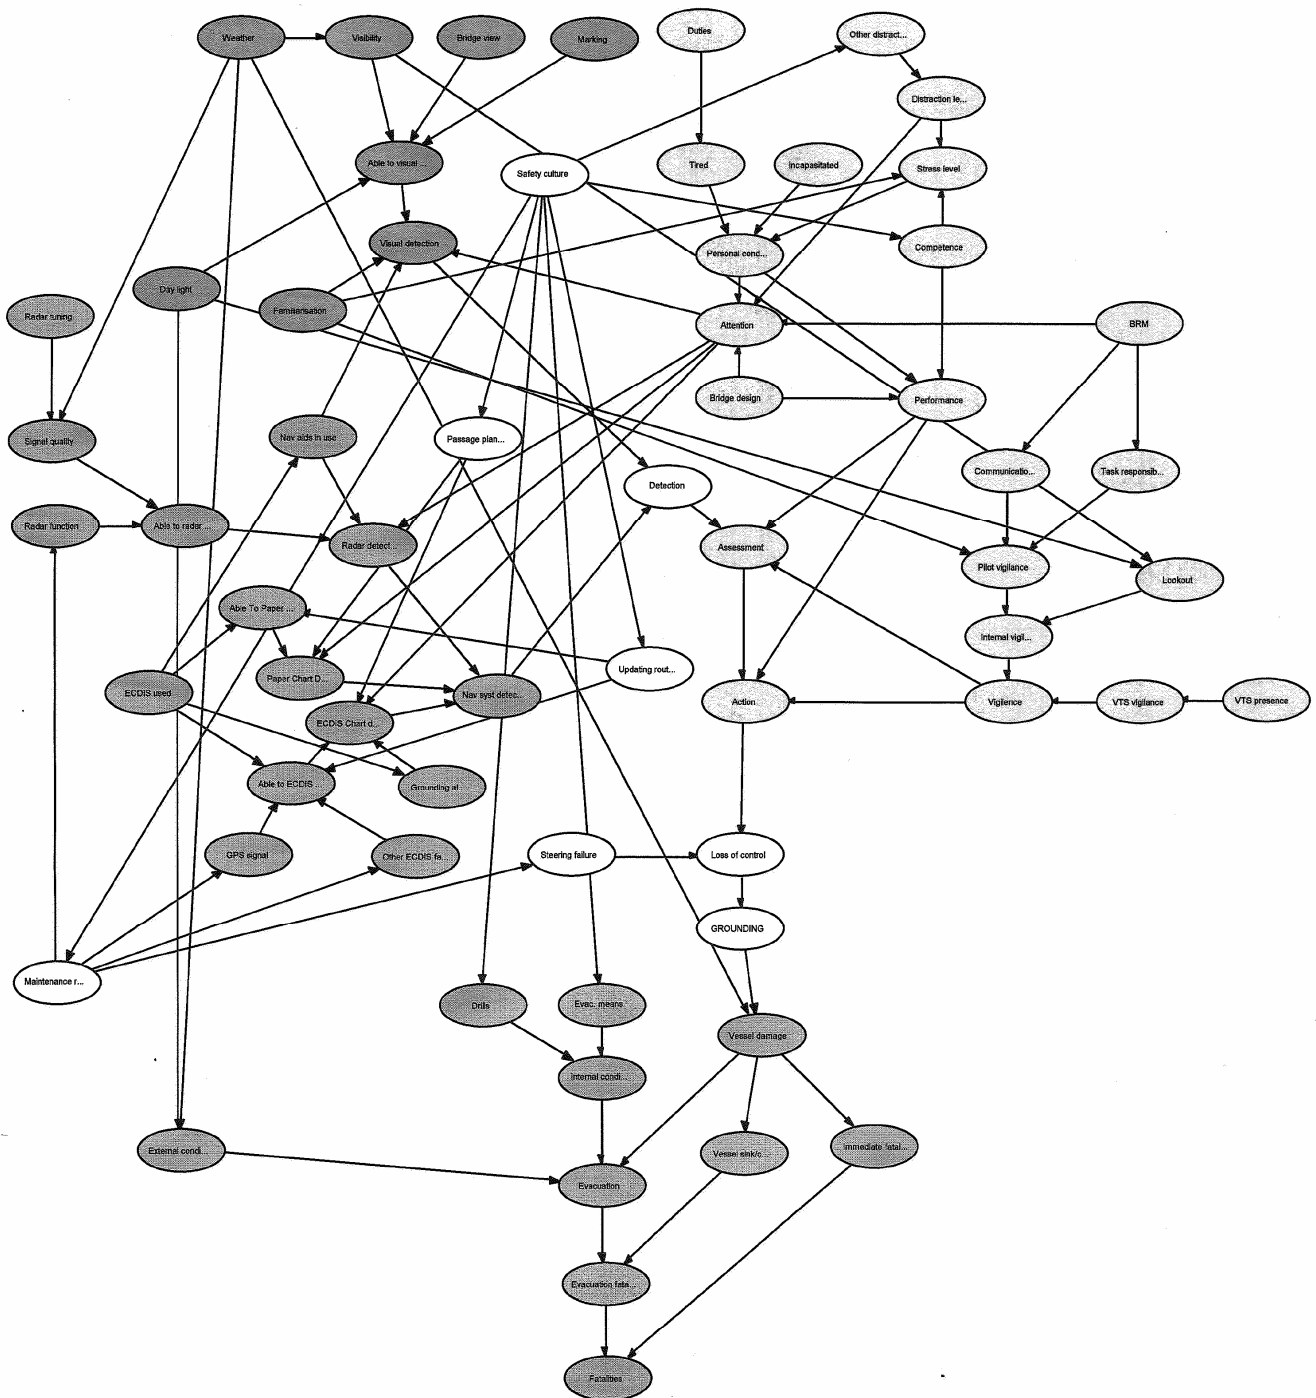 Weather
Visibility
Bridge view
Marking
Duties
Other distract...
Distraction le...
Able to visual ...
Safety culture
Tired
Incapasitated
Stress level
Visual detection
Personal cond...
Competence
Day light
Familiarisation
Radar tuning
Attention
BRM
Bridge design
Performance
Signal quality
Nav aids in use
Passage plan...
Communicatio...
Task responsib...
Detection
Radar function
Able to radar ...
Radar detect...
Assessment
Pilot vigilance
Lookout
Able To Paper ...
Internal vigil...
Paper Chart D...
Updating rout...
ECDIS used
Nav syst detec...
ECDIS Chart d...
Action
Vigilence
VTS vigilance
VTS presence
Able to ECDIS ...
Grounding al...
GPS signal
Other ECDIS fa...
Steering failure
Loss of control
GROUNDING
Maintenance r...
Drills
Evac. means
Vessel damage
Internal condi...
External condi...
Vessel sink/c...
Immediate fatal...
Evacuation
Evacuation fata...
Fatalities